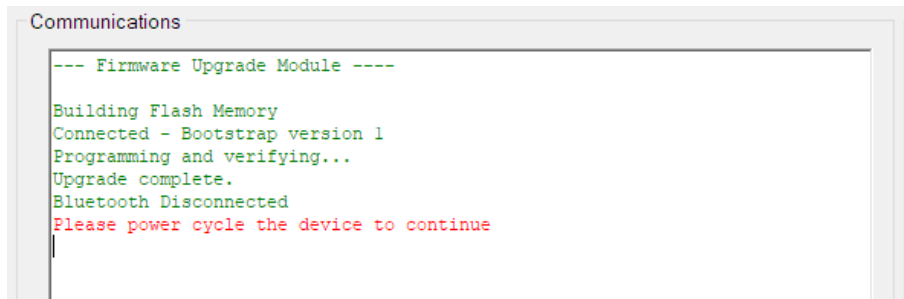 Communications
--- Firmware Upgrade Module ----
Building Flash Memory
Connected - Bootstrap version 1
Programming and verifying...
Upgrade complete.
Bluetooth Disconnected
Please power cycle the device to continue